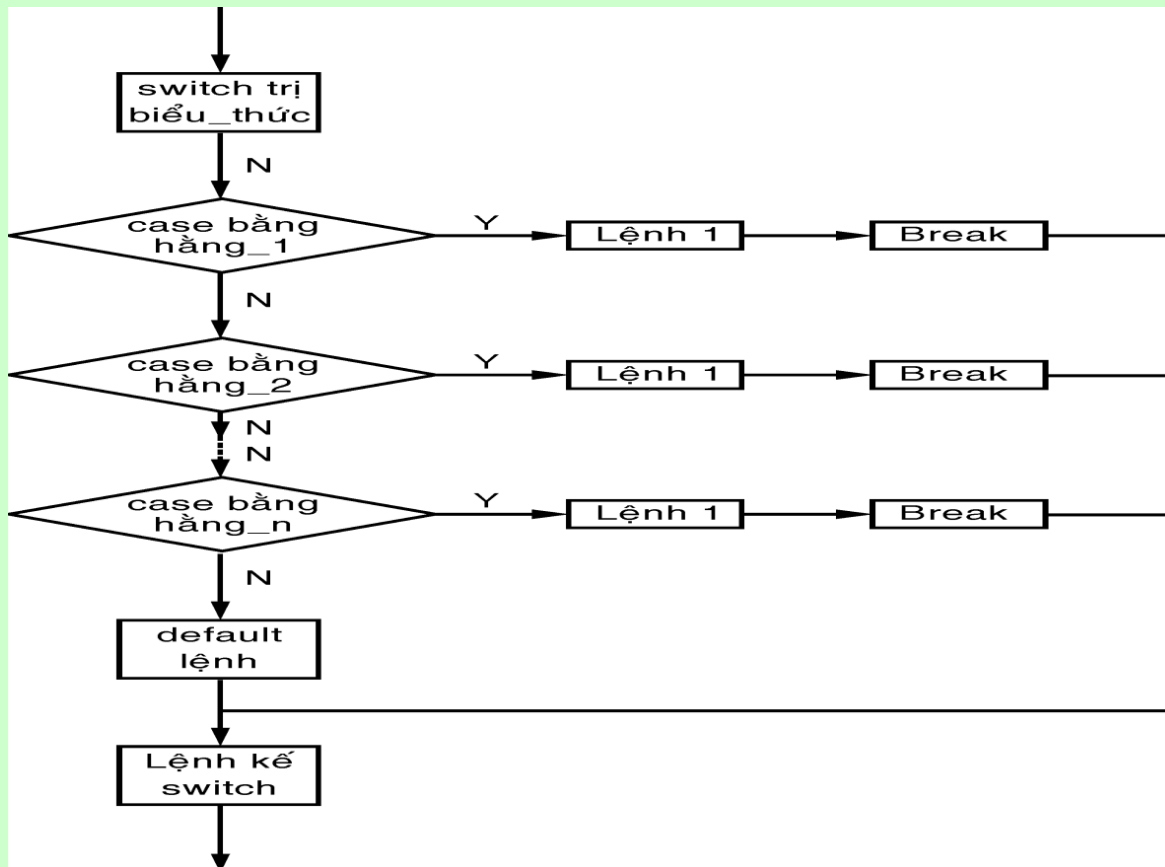 switch trị
biểu_thức
N
case bằng
hằng_1
Y
Lệnh 1
Break
N
case bằng
hằng_2
Y
Lệnh 1
Break
N
N
case bằng
hằng_n
Y
Lệnh 1
Break
N
default
lệnh
Lệnh kế
switch